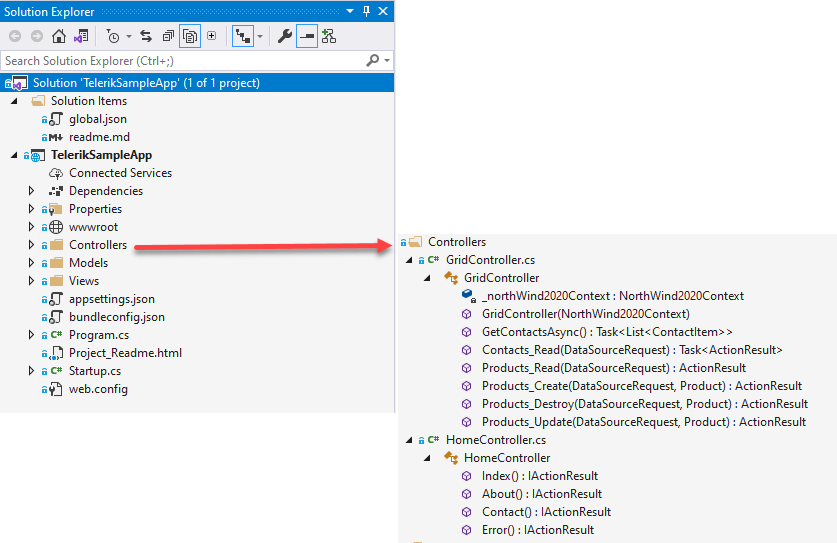 Solution Explorer
Search Solution Explorer (Ctrl+;)
Solution 'TelerikSampleApp' (1 of 1 project)
Solution Items
global.json
readme.md
TelerikSampleApp
Connected Services
Dependencies
Properties
wwwroot
Controllers
Models
Views
appsettings.json
bundleconfig.json
C# Program.cs
Project_Readme.html
C# Startup.cs
web.config
Controllers
C# GridController.cs
GridController
_northWind2020Context : NorthWind2020Context
GridController(NorthWind2020Context)
GetContactsAsync() : Task<List<ContactItem>>
Contacts_Read(DataSourceRequest) : Task<ActionResult>
Products_Read(DataSourceRequest) : ActionResult
Products_Create(DataSourceRequest, Product) : ActionResult
Products_Destroy(DataSourceRequest, Product) : ActionResult
Products_Update(DataSourceRequest, Product) : ActionResult
C# HomeController.cs
HomeController
Index() : IActionResult
About() : IActionResult
Contact() : IActionResult
Error() : IActionResult